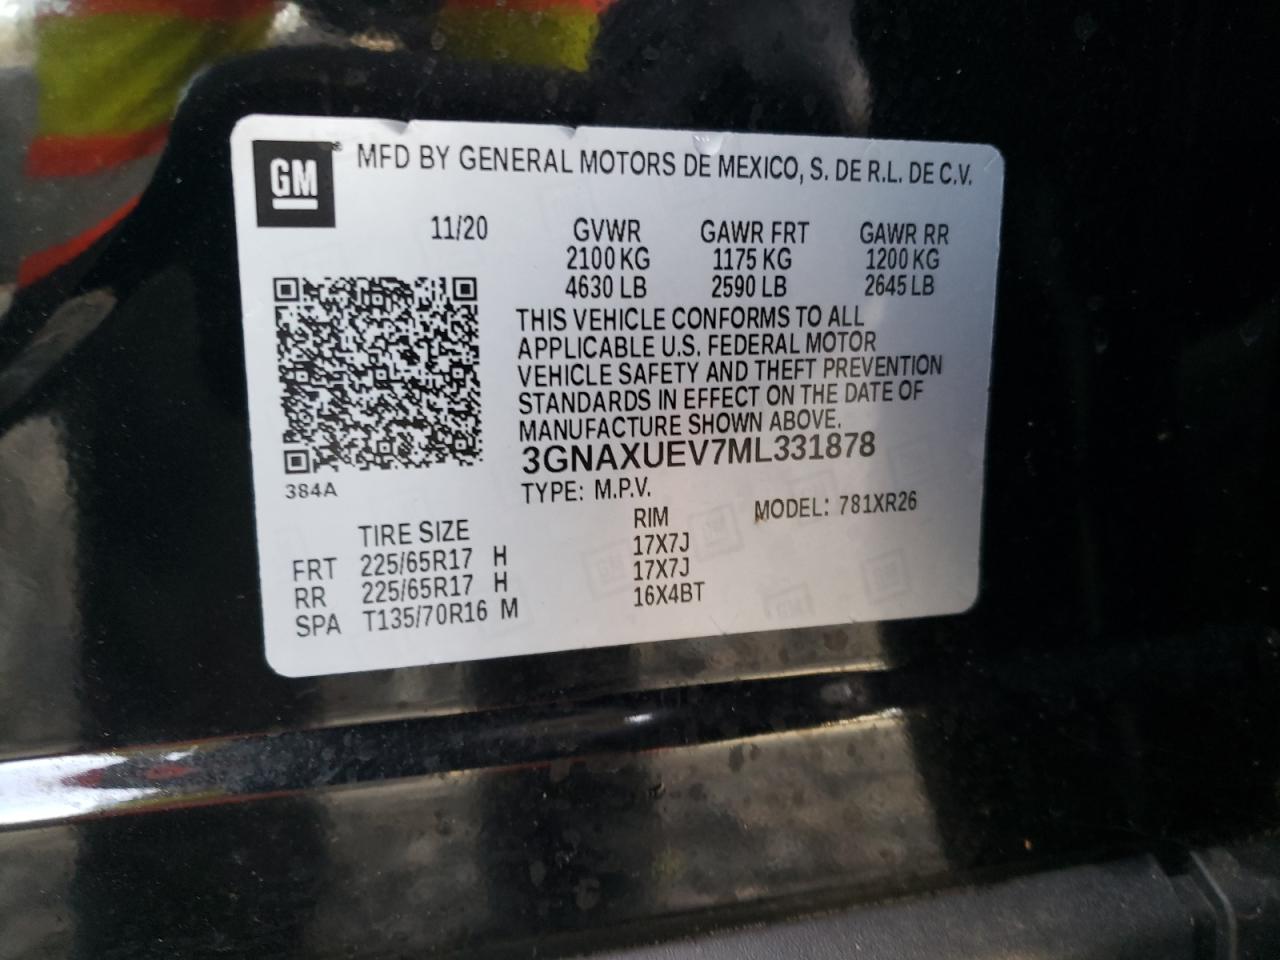 GM MFD BY GENERAL MOTORS DE MEXICO, S. DE R.L. DE C.V.
11/20 GVWR GAWR FRT GAWR RR
2100 KG 1175 KG 1200 KG
4630 LB 2590 LB 2645 LB
THIS VEHICLE CONFORMS TO ALL
APPLICABLE U.S. FEDERAL MOTOR
VEHICLE SAFETY AND THEFT PREVENTION
STANDARDS IN EFFECT ON THE DATE OF
MANUFACTURE SHOWN ABOVE.
3GNAXUEV7ML331878
384A
TYPE: M.P.V.
MODEL: 781XR26
TIRE SIZE RIM
FRT 225/65R17 H 17X7J
RR 225/65R17 H 17X7J
SPA T135/70R16 M 16X4BT